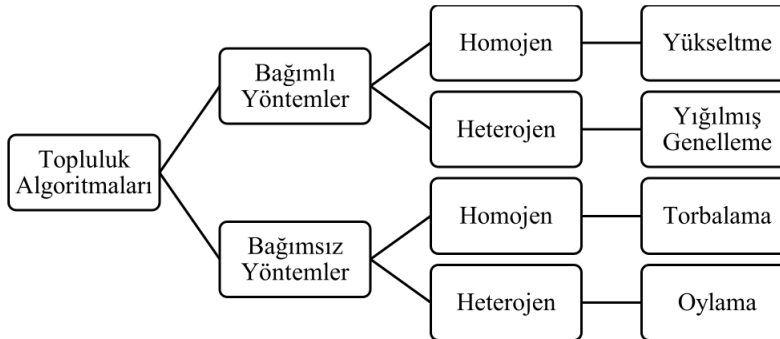 Topluluk
Algoritmaları
Bağımlı
Yöntemler
Homojen
Yükseltme
Heterojen
Yığılmış
Genelleme
Bağımsız
Yöntemler
Homojen
Torbalama
Heterojen
Oylama